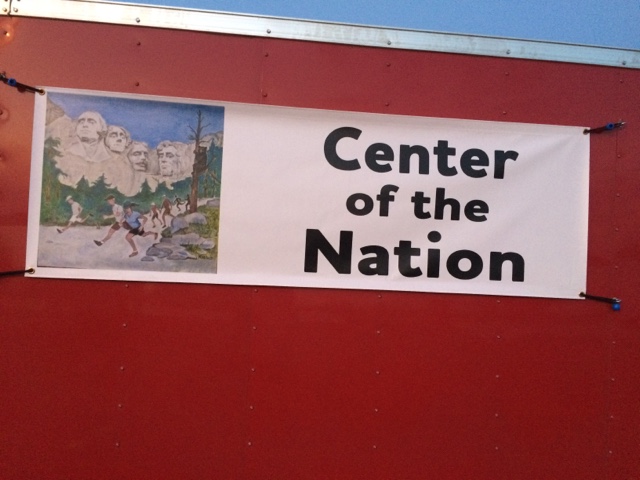 Center
of the
Nation